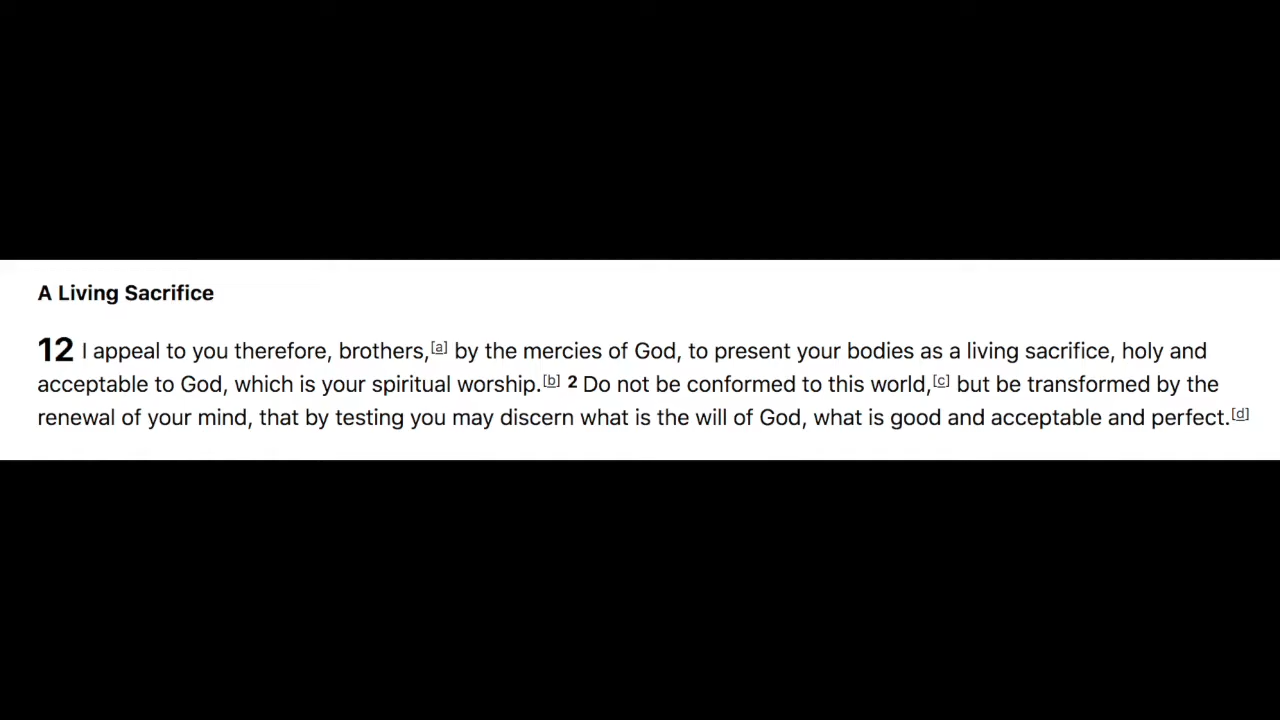 A Living Sacrifice
12 I appeal to you therefore, brothers,[a] by the mercies of God, to present your bodies as a living sacrifice, holy and
acceptable to God, which is your spiritual worship.[b] 2 Do not be conformed to this world,[c] but be transformed by the
renewal of your mind, that by testing you may discern what is the will of God, what is good and acceptable and perfect.[d]